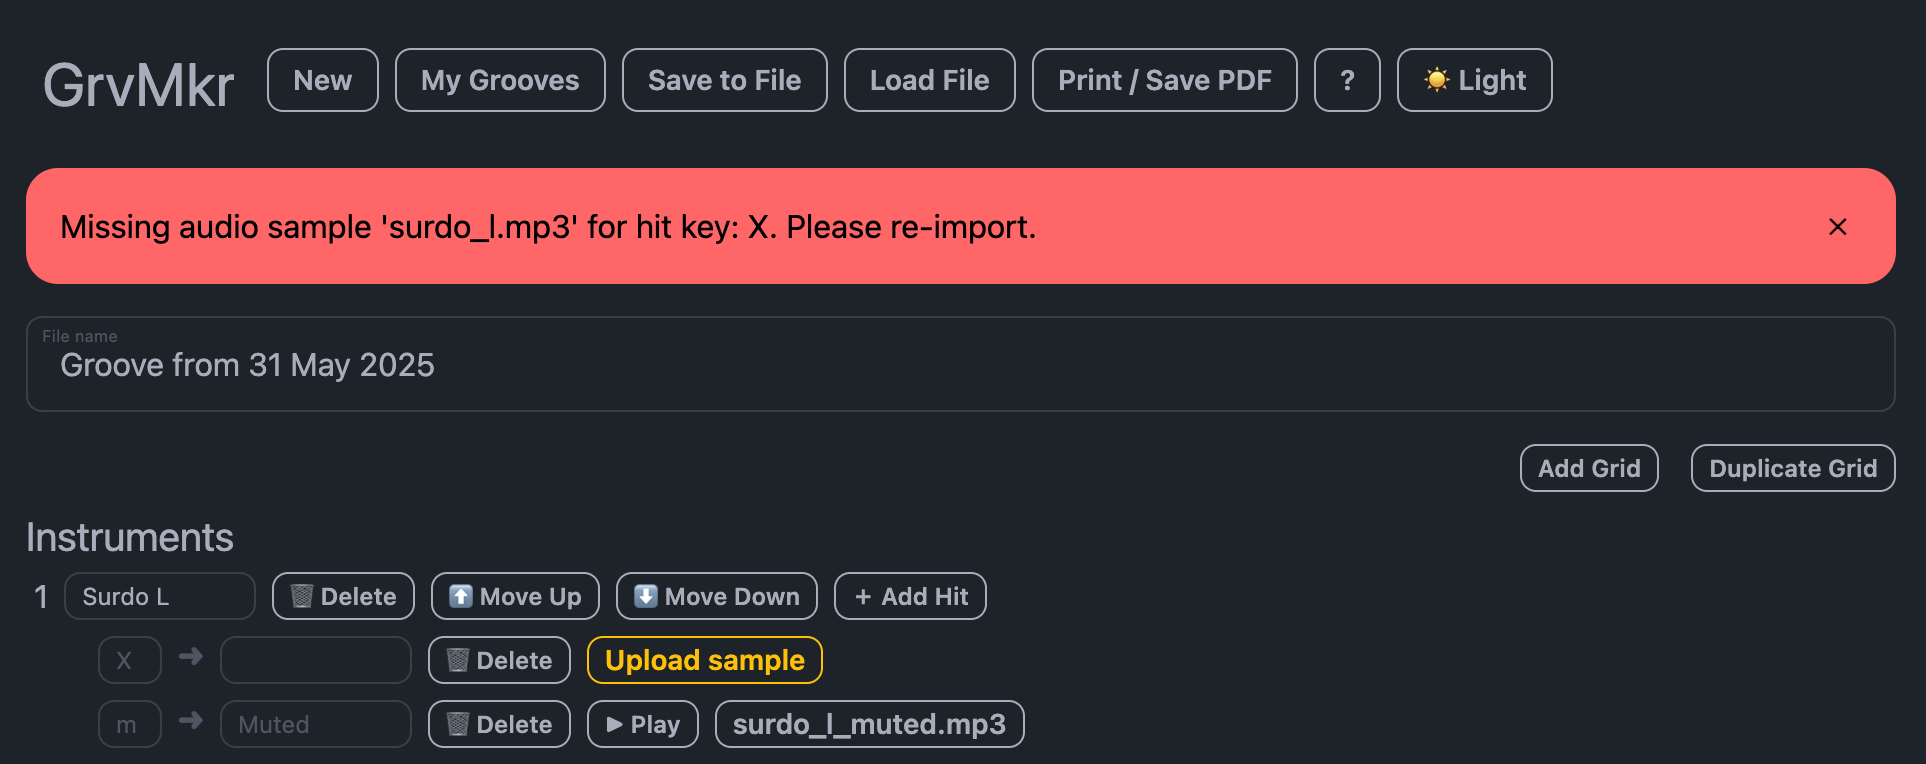 GrvMkr New My Grooves Save to File Load File Print / Save PDF ? ☀️ Light
Missing audio sample 'surdo_l.mp3' for hit key: X. Please re-import. ×
File name
Groove from 31 May 2025
Add Grid Duplicate Grid
Instruments
1 Surdo L 🗑️ Delete ⬆️ Move Up ⬇️ Move Down + Add Hit
X → 🗑️ Delete Upload sample
m → Muted 🗑️ Delete ▶ Play surdo_l_muted.mp3